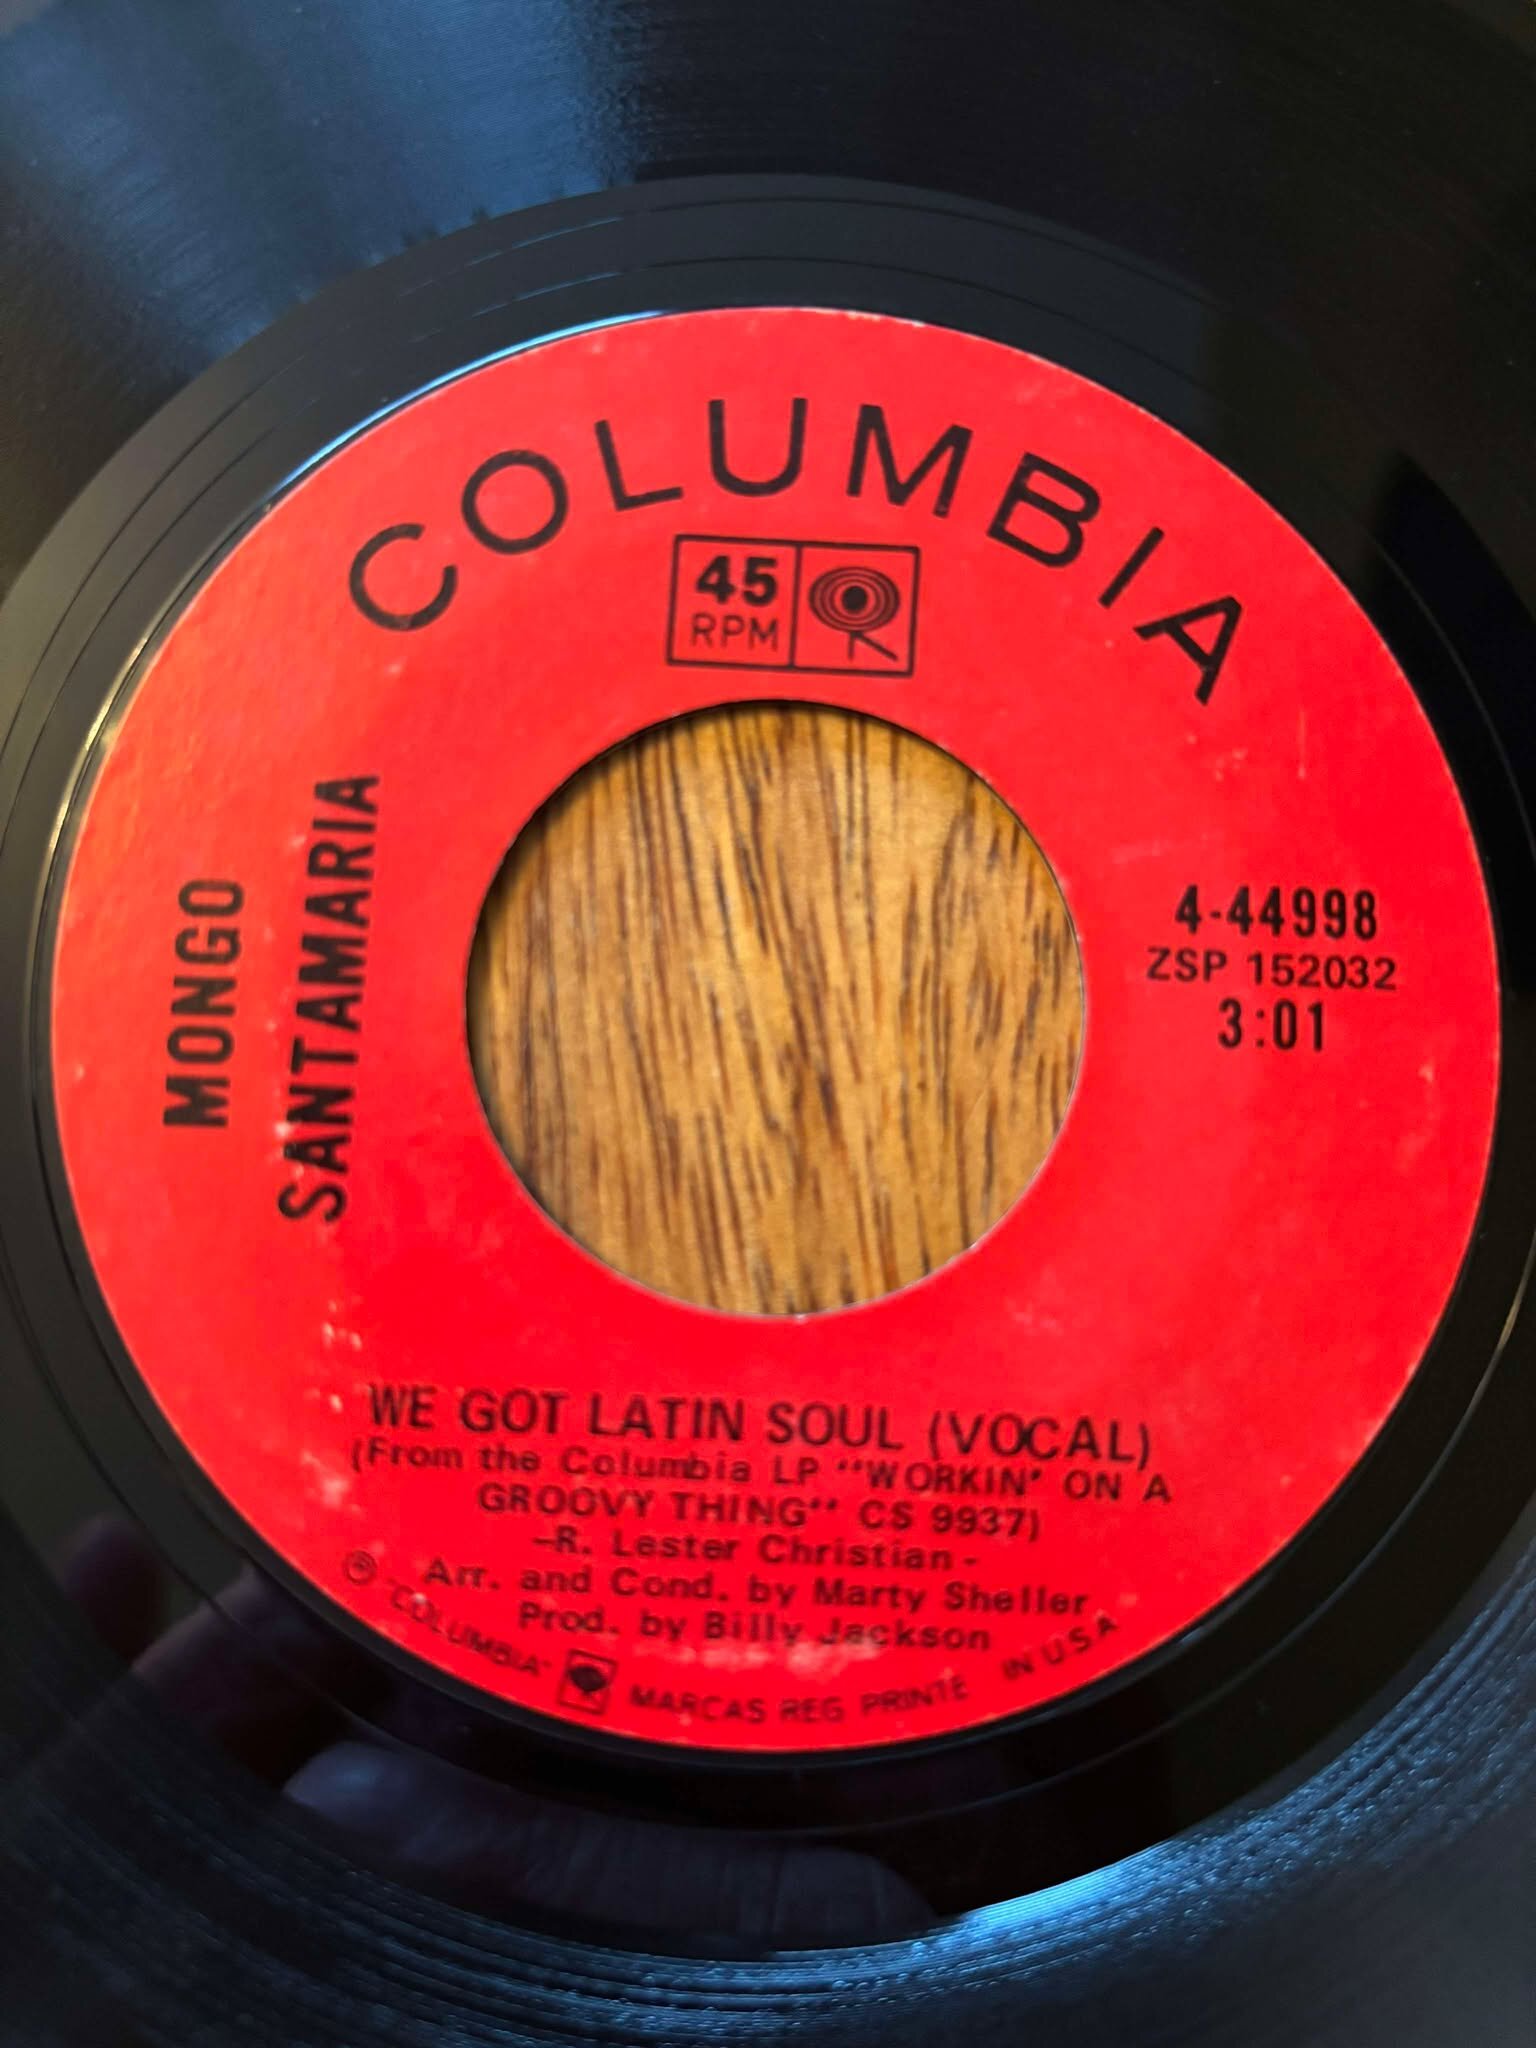 COLUMBIA
45
RPM
MONGO
SANTAMARIA
4-44998
ZSP 152032
3:01
WE GOT LATIN SOUL (VOCAL)
(From the Columbia LP "WORKIN' ON A
GROOVY THING" CS 9937)
-R. Lester Christian-
Arr. and Cond. by Marty Sheller
Prod. by Billy Jackson
℗ "COLUMBIA" MARCAS REG PRINTE IN U.S.A